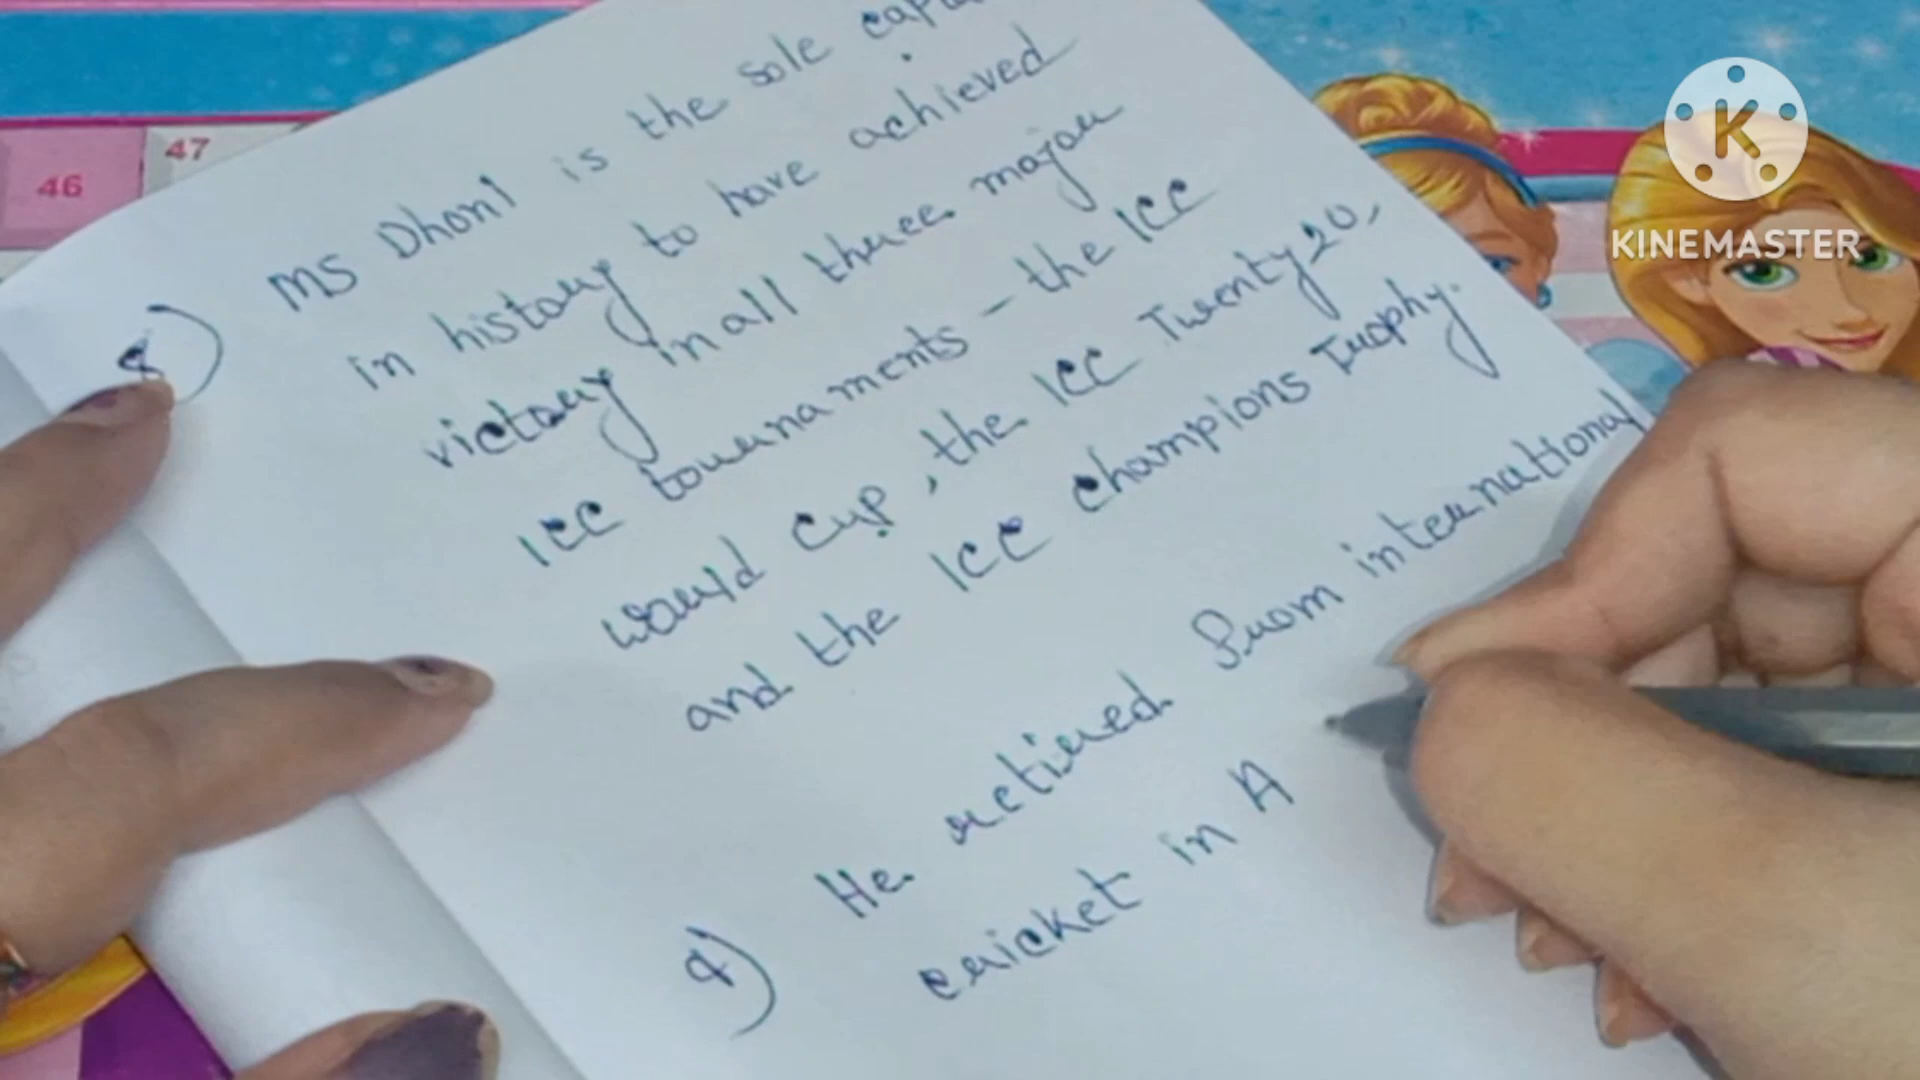 46
47
8) MS Dhoni is the sole
in history to have achieved
victory in all three major
ICC tournaments - the ICC
World Cup, the ICC Twenty20,
and the ICC Champions Trophy.
9) He retired from international
cricket in A
KINEMASTER